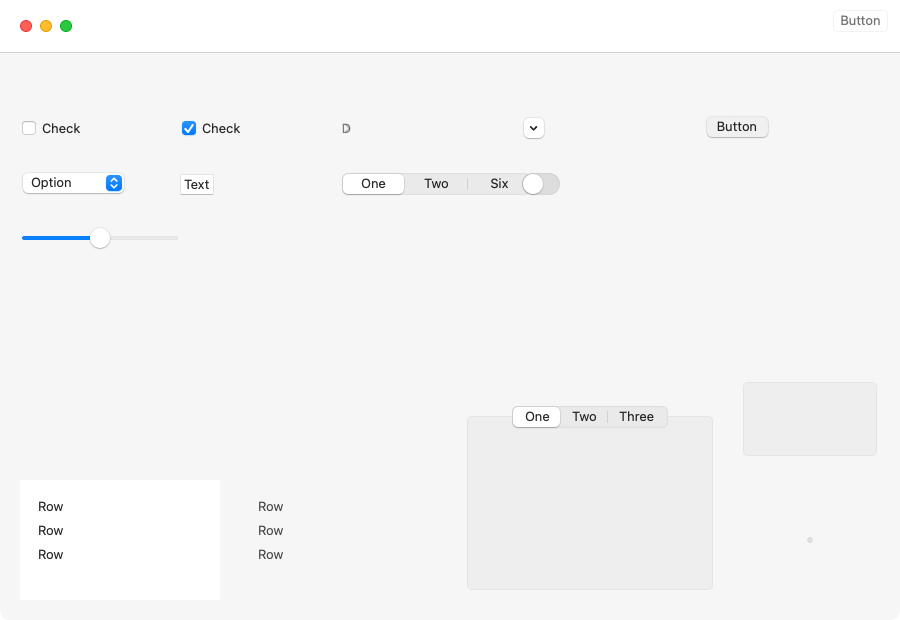 Button
Check
Check
D
Button
Option
Text
One Two Six
One Two Three
Row
Row
Row
Row
Row
Row